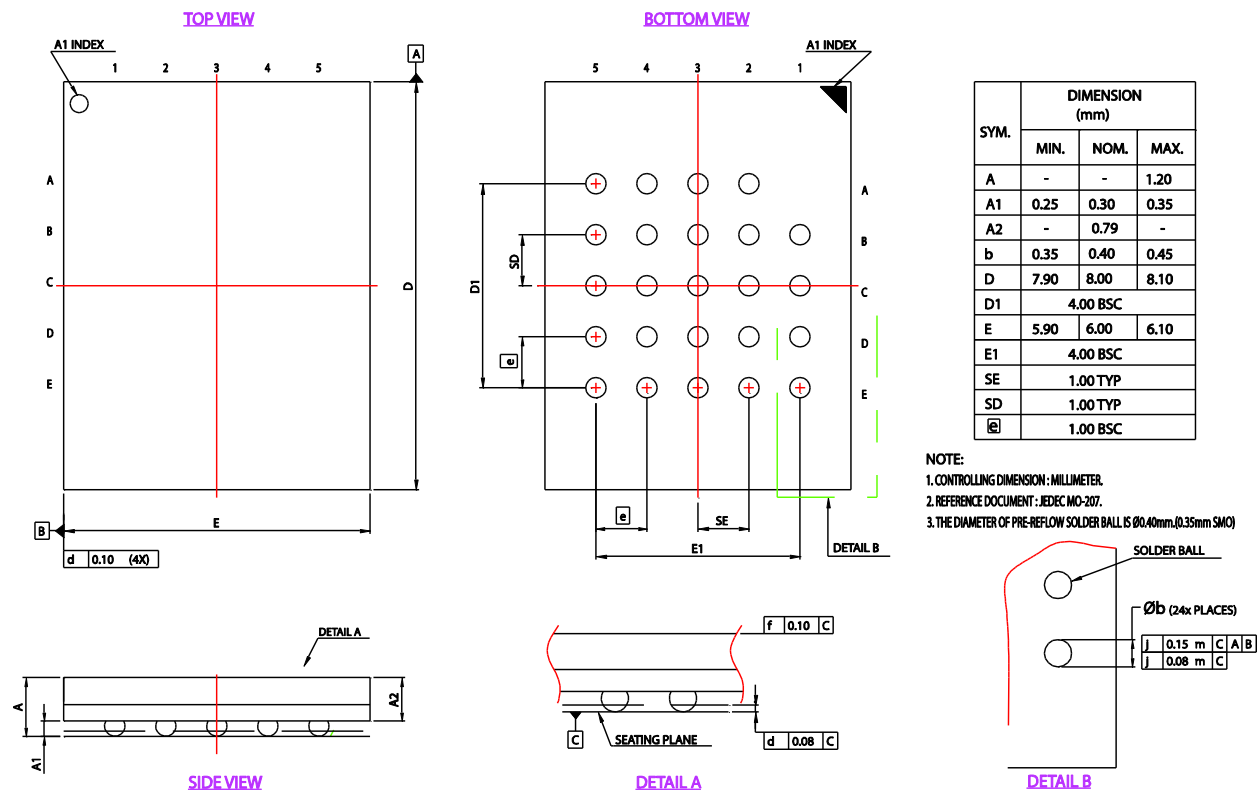 TOP VIEW
A1 INDEX
1 2 3 4 5
A
A
B
C
D
E
D
B
E
d 0.10 (4X)
BOTTOM VIEW
A1 INDEX
5 4 3 2 1
A
B
C
D
E
D1
SD
e
e
SE
E1
DETAIL B
SYM.
DIMENSION
(mm)
MIN. NOM. MAX.
A - - 1.20
A1 0.25 0.30 0.35
A2 - 0.79 -
b 0.35 0.40 0.45
D 7.90 8.00 8.10
D1 4.00 BSC
E 5.90 6.00 6.10
E1 4.00 BSC
SE 1.00 TYP
SD 1.00 TYP
e 1.00 BSC
NOTE:
1. CONTROLLING DIMENSION : MILLIMETER.
2. REFERENCE DOCUMENT : JEDEC MO-207.
3. THE DIAMETER OF PRE-REFLOW SOLDER BALL IS Ø0.40mm.(0.35mm SMO)
DETAIL A
A
A1
A2
SIDE VIEW
f 0.10 C
C
SEATING PLANE
d 0.08 C
DETAIL A
SOLDER BALL
Øb (24x PLACES)
j 0.15 m C A B
j 0.08 m C
DETAIL B